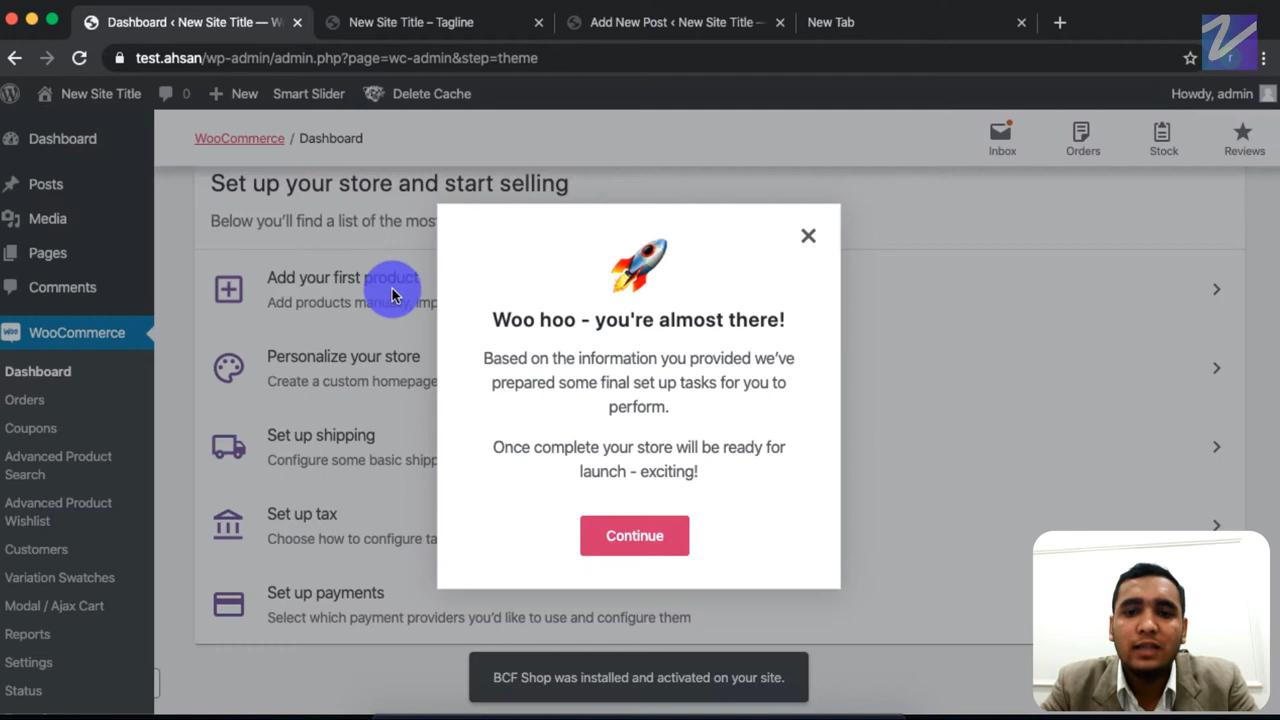 Dashboard < New Site Title — W
New Site Title – Tagline
Add New Post < New Site Title —
New Tab
test.ahsan/wp-admin/admin.php?page=wc-admin&step=theme
New Site Title
0
New
Smart Slider
Delete Cache
Howdy, admin
Dashboard
Posts
Media
Pages
Comments
WooCommerce
Dashboard
Orders
Coupons
Advanced Product
Search
Advanced Product
Wishlist
Customers
Variation Swatches
Modal / Ajax Cart
Reports
Settings
Status
WooCommerce / Dashboard
Inbox
Orders
Stock
Reviews
Set up your store and start selling
Below you'll find a list of the mos
Add your first product
Add products manually, imp
Personalize your store
Create a custom homepage
Set up shipping
Configure some basic shipp
Set up tax
Choose how to configure ta
Set up payments
Select which payment providers you'd like to use and configure them
Woo hoo - you're almost there!
Based on the information you provided we've
prepared some final set up tasks for you to
perform.
Once complete your store will be ready for
launch - exciting!
Continue
BCF Shop was installed and activated on your site.